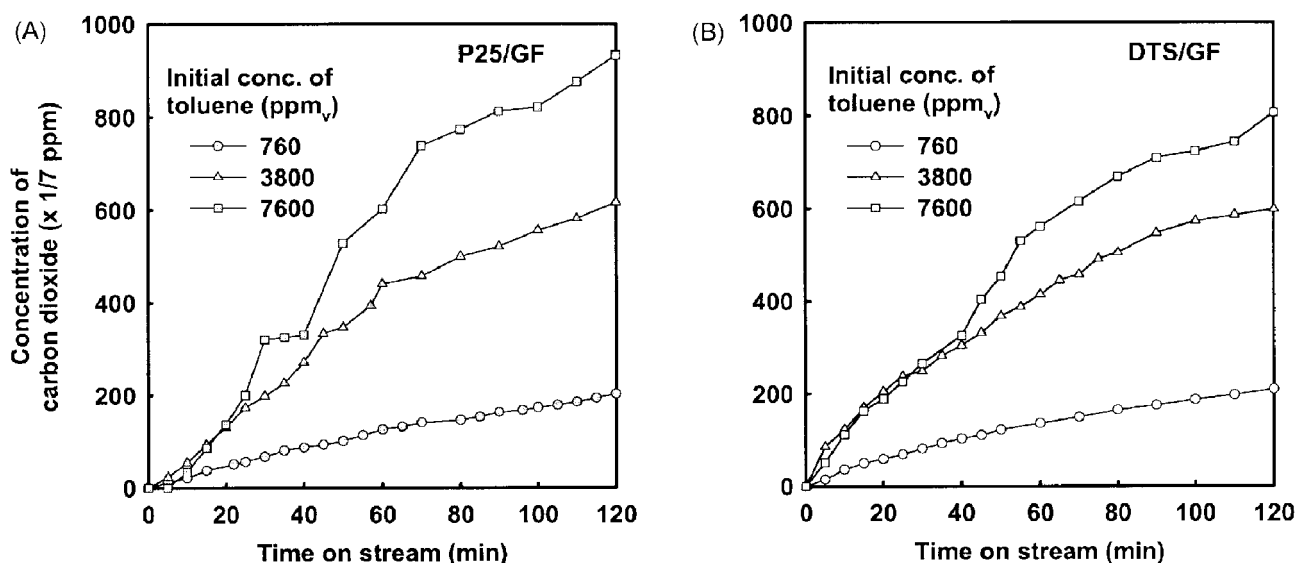 (A)
P25/GF
Initial conc. of
toluene (ppmv)
760
3800
7600
Concentration of
carbon dioxide (x 1/7 ppm)
1000
800
600
400
200
0
0 20 40 60 80 100 120
Time on stream (min)
(B)
DTS/GF
Initial conc. of
toluene (ppmv)
760
3800
7600
1000
800
600
400
200
0
0 20 40 60 80 100 120
Time on stream (min)